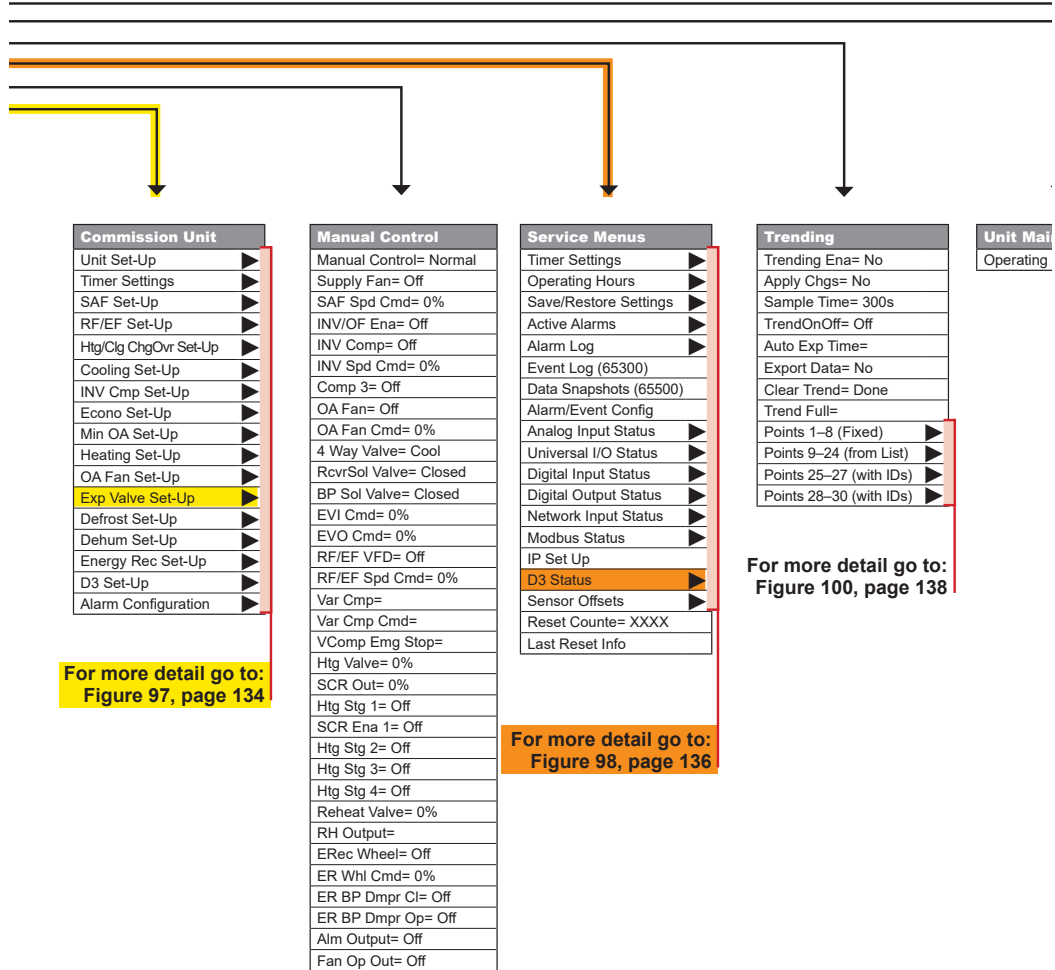 Commission Unit
Unit Set-Up
Timer Settings
SAF Set-Up
RF/EF Set-Up
Htg/Clg ChgOvr Set-Up
Cooling Set-Up
INV Cmp Set-Up
Econo Set-Up
Min OA Set-Up
Heating Set-Up
OA Fan Set-Up
Exp Valve Set-Up
Defrost Set-Up
Dehum Set-Up
Energy Rec Set-Up
D3 Set-Up
Alarm Configuration
For more detail go to:
Figure 97, page 134
Manual Control
Manual Control= Normal
Supply Fan= Off
SAF Spd Cmd= 0%
INV/OF Ena= Off
INV Comp= Off
INV Spd Cmd= 0%
Comp 3= Off
OA Fan= Off
OA Fan Cmd= 0%
4 Way Valve= Cool
RcvrSol Valve= Closed
BP Sol Valve= Closed
EVI Cmd= 0%
EVO Cmd= 0%
RF/EF VFD= Off
RF/EF Spd Cmd= 0%
Var Cmp=
Var Cmp Cmd=
VComp Emg Stop=
Htg Valve= 0%
SCR Out= 0%
Htg Stg 1= Off
SCR Ena 1= Off
Htg Stg 2= Off
Htg Stg 3= Off
Htg Stg 4= Off
Reheat Valve= 0%
RH Output=
ERec Wheel= Off
ER Whl Cmd= 0%
ER BP Dmpr Cl= Off
ER BP Dmpr Op= Off
Alm Output= Off
Fan Op Out= Off
Service Menus
Timer Settings
Operating Hours
Save/Restore Settings
Active Alarms
Alarm Log
Event Log (65300)
Data Snapshots (65500)
Alarm/Event Config
Analog Input Status
Universal I/O Status
Digital Input Status
Digital Output Status
Network Input Status
Modbus Status
IP Set Up
D3 Status
Sensor Offsets
Reset Counte= XXXX
Last Reset Info
For more detail go to:
Figure 98, page 136
Trending
Trending Ena= No
Apply Chgs= No
Sample Time= 300s
TrendOnOff= Off
Auto Exp Time=
Export Data= No
Clear Trend= Done
Trend Full=
Points 1–8 (Fixed)
Points 9–24 (from List)
Points 25–27 (with IDs)
Points 28–30 (with IDs)
For more detail go to:
Figure 100, page 138
Unit Main
Operating